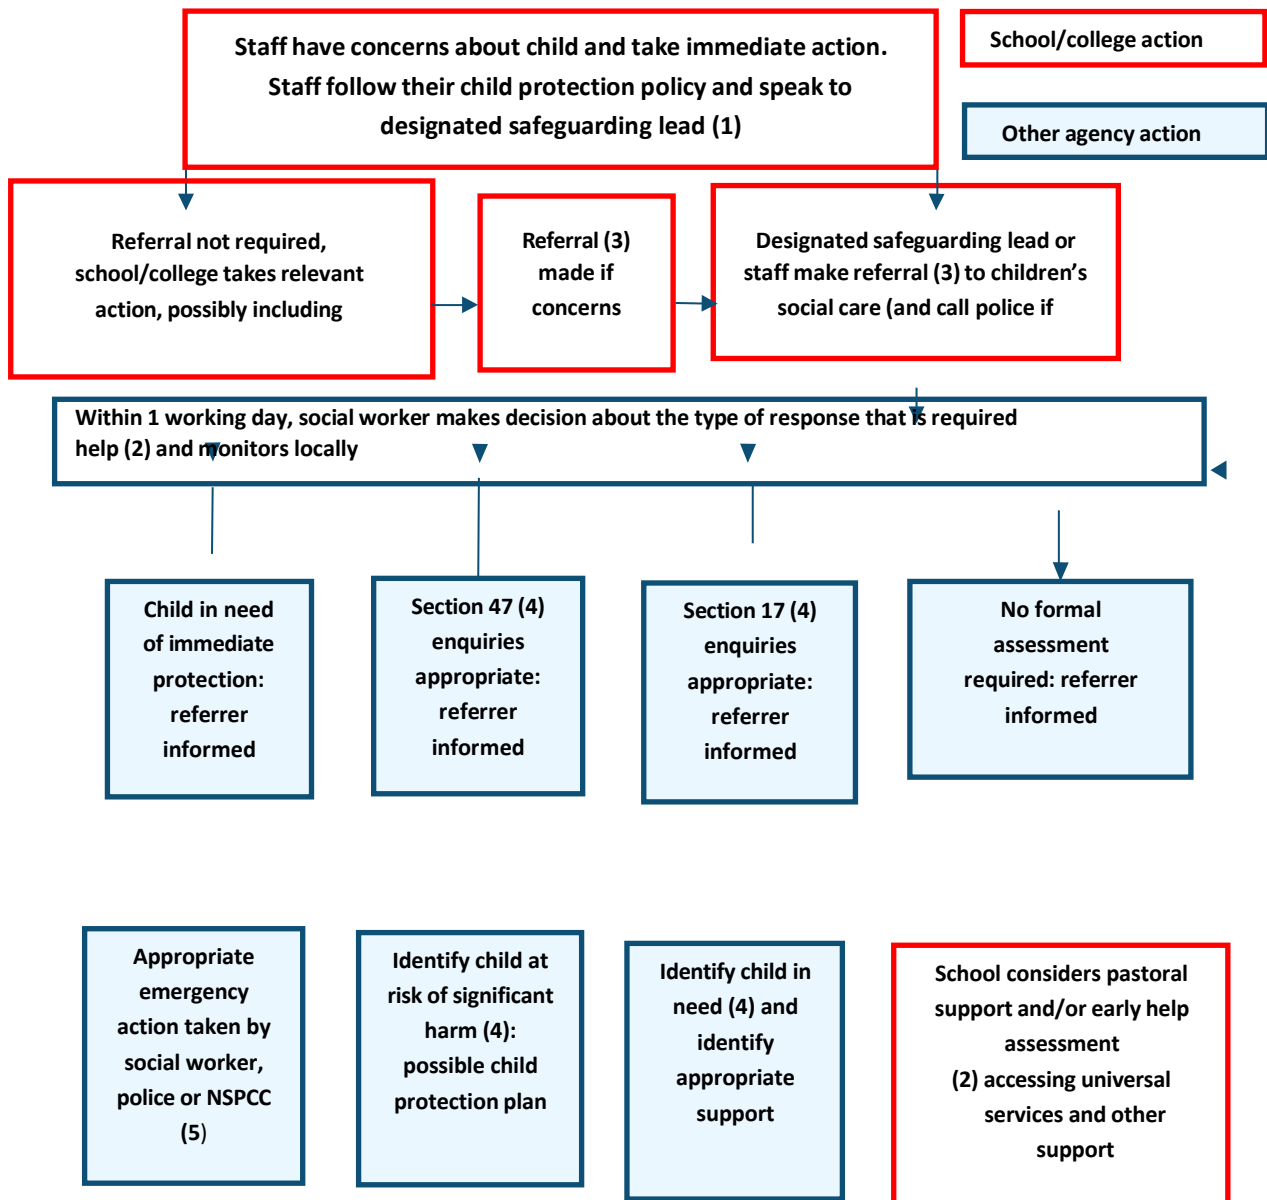 Staff have concerns about child and take immediate action.
Staff follow their child protection policy and speak to
designated safeguarding lead (1)
School/college action
Other agency action
Referral not required,
school/college takes relevant
action, possibly including
Referral (3)
made if
concerns
Designated safeguarding lead or
staff make referral (3) to children’s
social care (and call police if
Within 1 working day, social worker makes decision about the type of response that is required
help (2) and monitors locally
Child in need
of immediate
protection:
referrer
informed
Section 47 (4)
enquiries
appropriate:
referrer
informed
Section 17 (4)
enquiries
appropriate:
referrer
informed
No formal
assessment
required: referrer
informed
Appropriate
emergency
action taken by
social worker,
police or NSPCC
(5)
Identify child at
risk of significant
harm (4):
possible child
protection plan
Identify child in
need (4) and
identify
appropriate
support
School considers pastoral
support and/or early help
assessment
(2) accessing universal
services and other
support